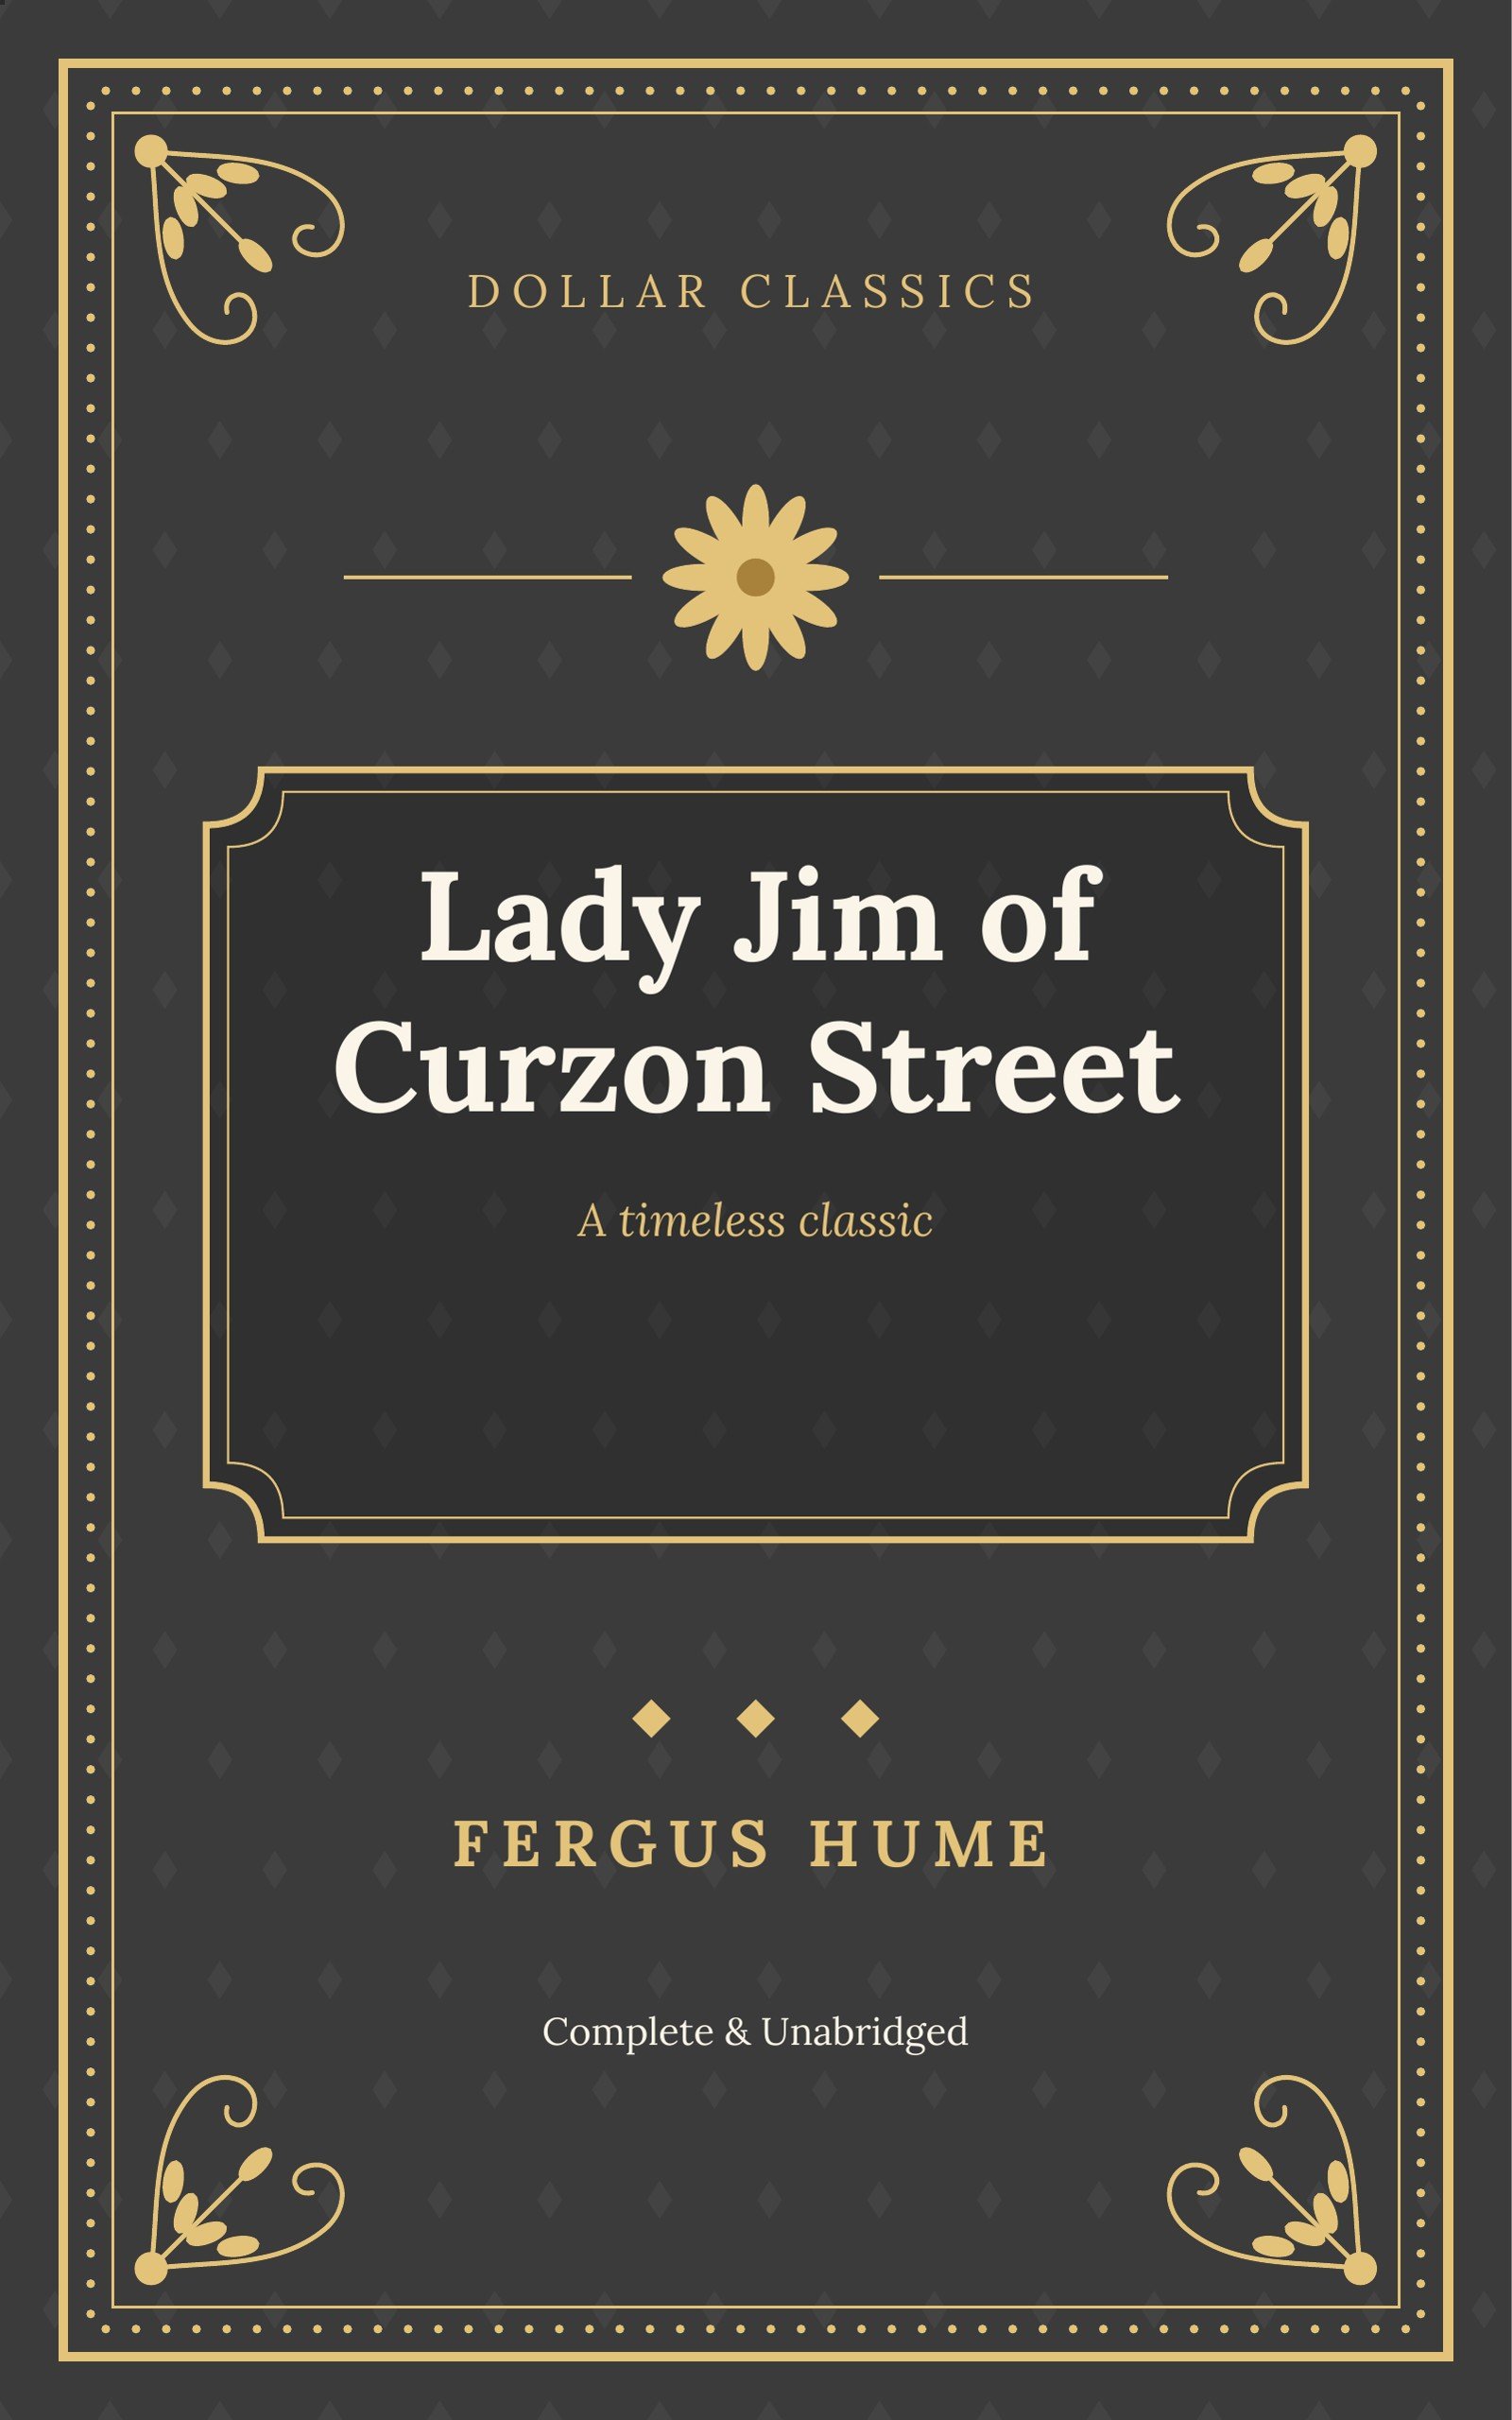 DOLLAR CLASSICS
Lady Jim of
Curzon Street
A timeless classic
FERGUS HUME
Complete & Unabridged